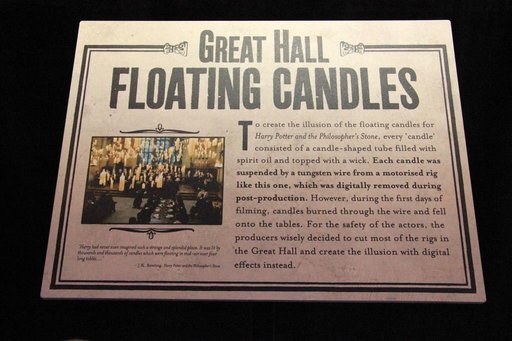 GREAT HALL
FLOATING CANDLES
To create the illusion of the floating candles for
Harry Potter and the Philosopher's Stone, every 'candle'
consisted of a candle-shaped tube filled with
spirit oil and topped with a wick. Each candle was
suspended by a tungsten wire from a motorised rig
like this one, which was digitally removed during
post-production. However, during the first days of
filming, candles burned through the wire and fell
onto the tables. For the safety of the actors, the
producers wisely decided to cut most of the rigs in
the Great Hall and create the illusion with digital
effects instead.
'Harry had never even imagined such a strange and splendid place. It was lit by
thousands and thousands of candles which were floating in mid-air over four
long tables...'
- J.K. Rowling, Harry Potter and the Philosopher's Stone